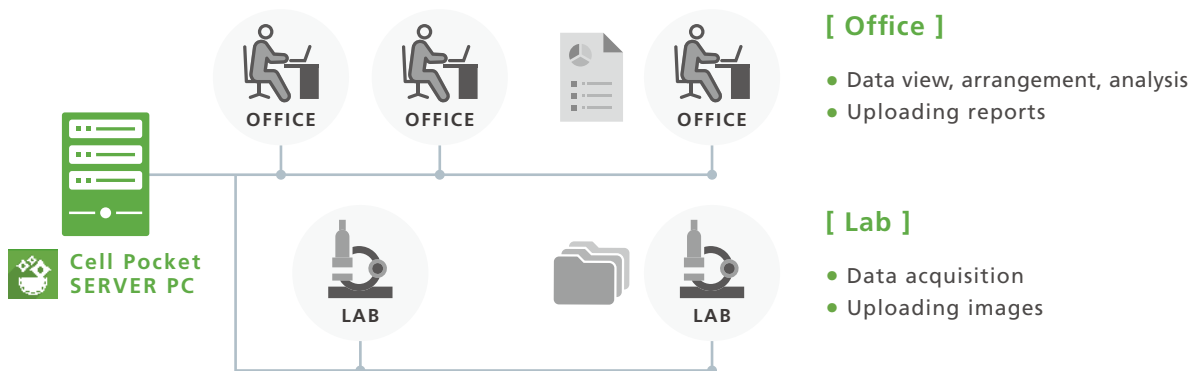 OFFICE
OFFICE
OFFICE
[ Office ]
• Data view, arrangement, analysis
• Uploading reports
Cell Pocket
SERVER PC
LAB
LAB
[ Lab ]
• Data acquisition
• Uploading images